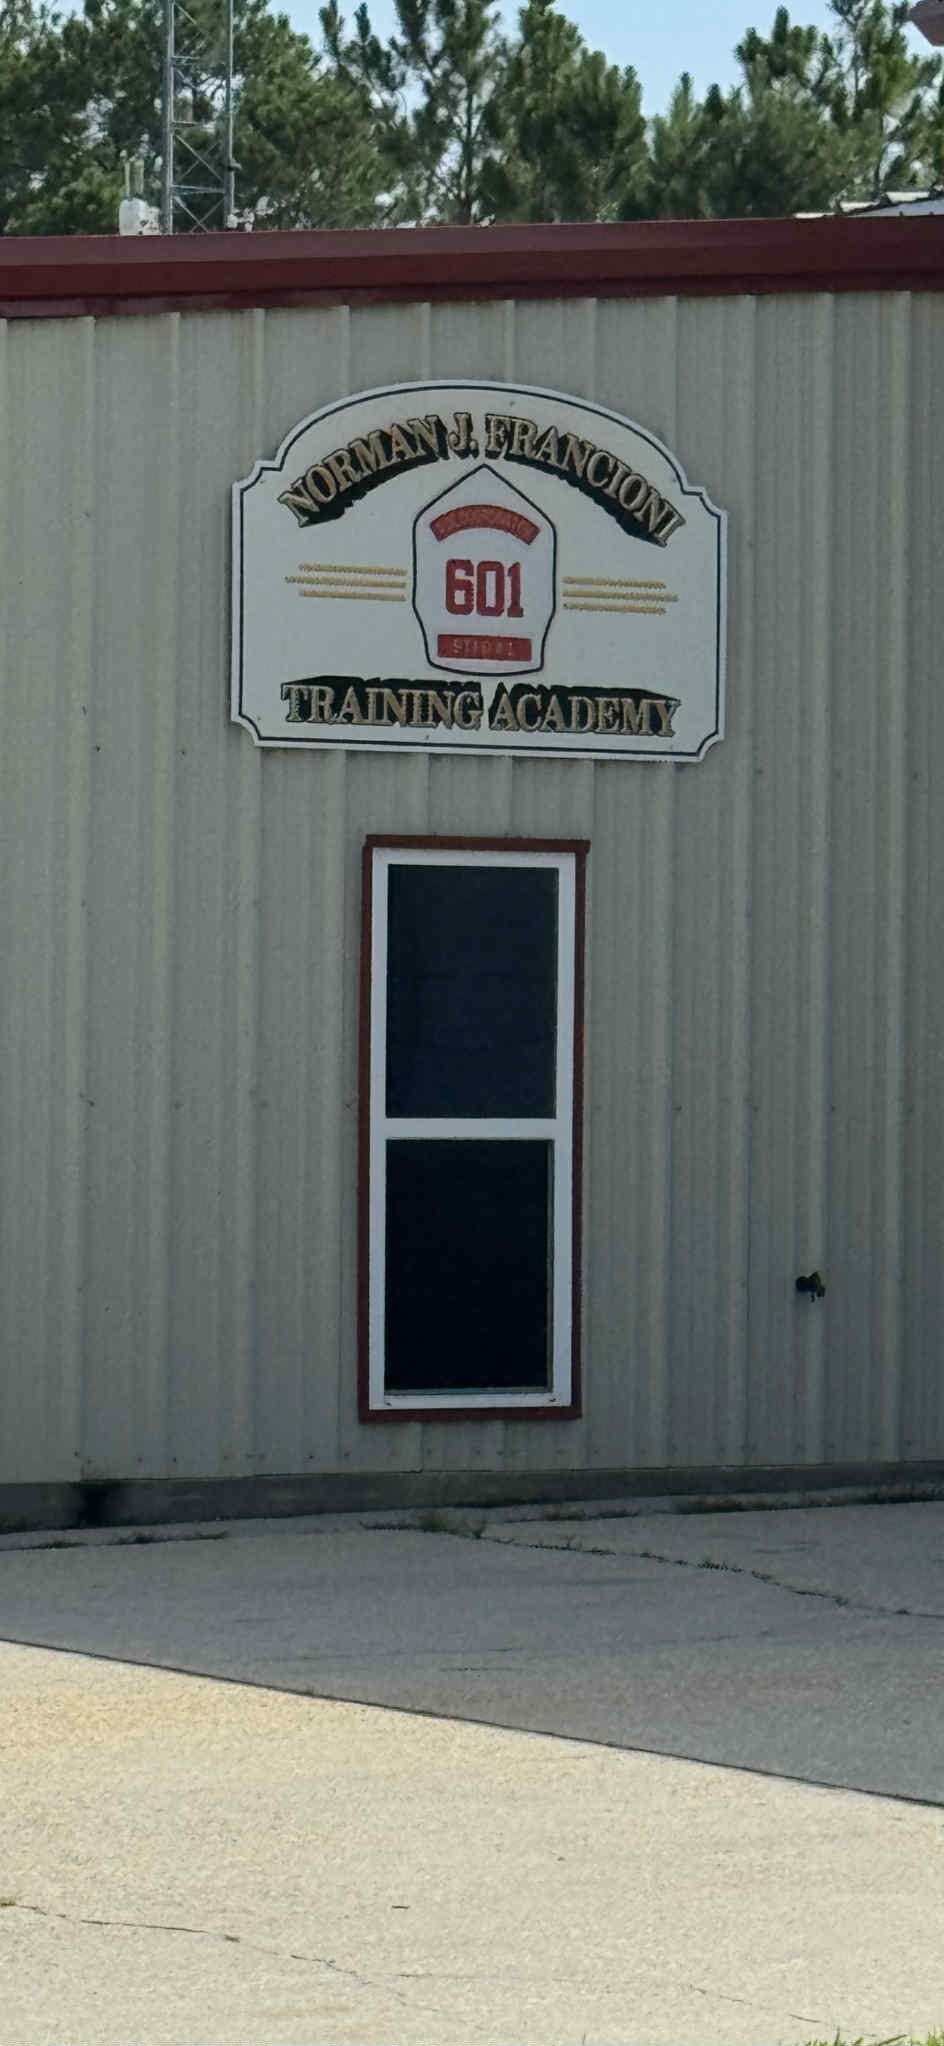 NORMAN J. FRANCIONI
601
TRAINING ACADEMY